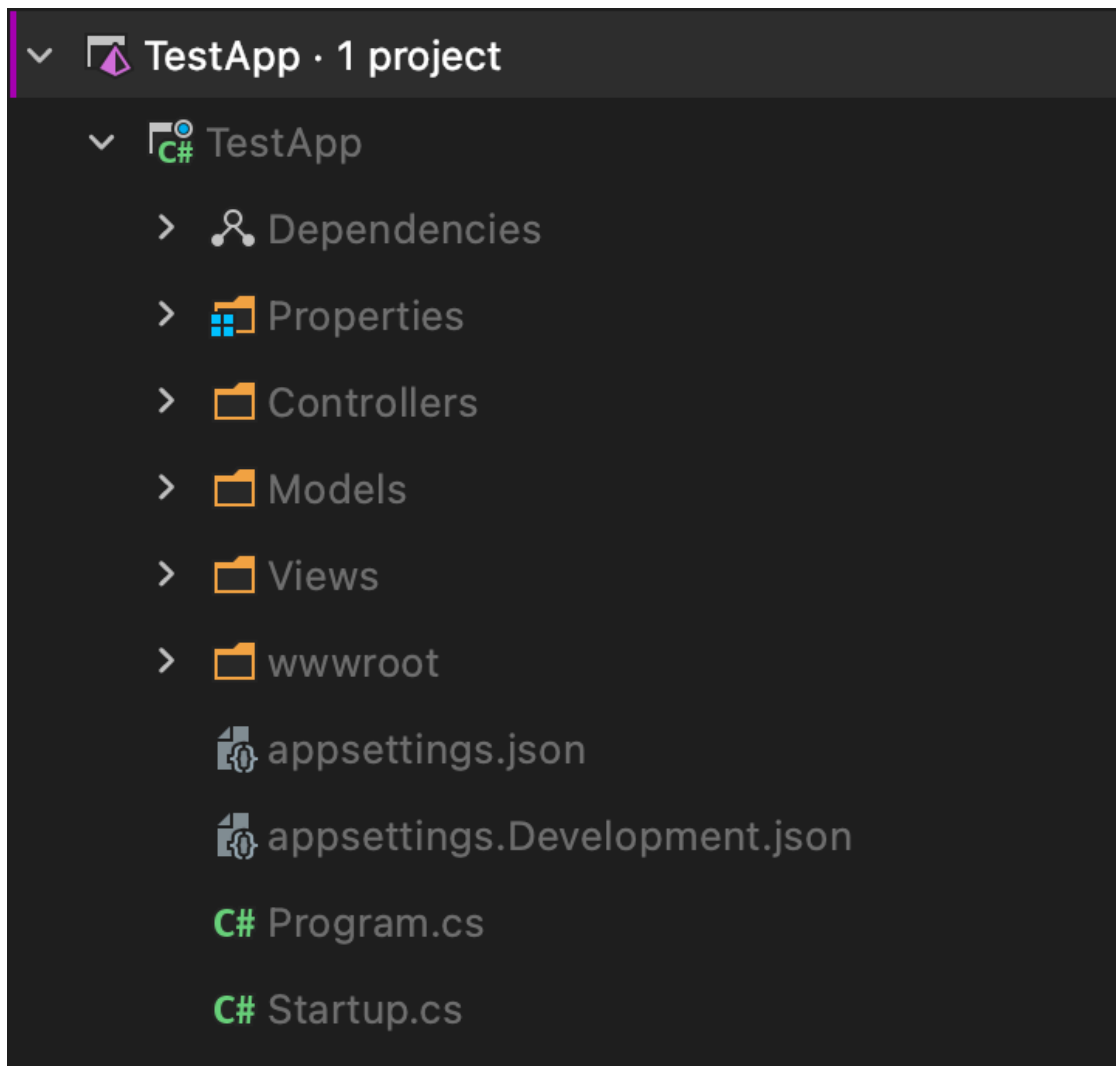 TestApp · 1 project
C# TestApp
Dependencies
Properties
Controllers
Models
Views
wwwroot
{} appsettings.json
{} appsettings.Development.json
C# Program.cs
C# Startup.cs